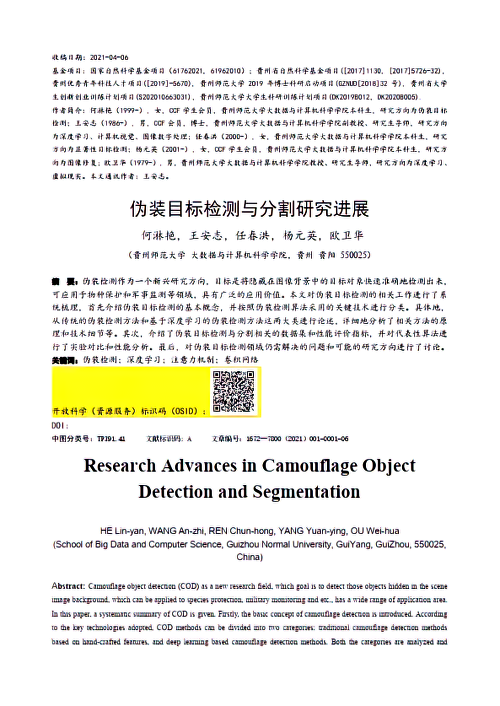 收稿日期：2021-04-06
基金项目：国家自然科学基金项目（61762021，61962010）；贵州省自然科学基金项目([2017]1130，[2017]5726-32)，
贵州优秀青年科技人才项目([2019]-5670)，贵州师范大学 2019 年博士科研启动项目(GZNUD[2018]32 号)，贵州省大学
生创新创业训练计划项目(S202010663031)，贵州师范大学大学生科研训练计划项目(DK2019B012, DK2020B005)
作者简介：何淋艳（1999-），女，CCF 学生会员，贵州师范大学大数据与计算机科学学院本科生，研究方向为伪装目标
检测；王安志（1986-），男，CCF 会员，博士，贵州师范大学大数据与计算机科学学院副教授、研究生导师，研究方向
为深度学习、计算机视觉、图像数字处理；任春洪（2000-），女，贵州师范大学大数据与计算机科学学院本科生，研究
方向为显著性目标检测；杨元英（2001-），女，CCF 学生会员，贵州师范大学大数据与计算机科学学院本科生，研究方
向为图像修复；欧卫华（1979-），男，贵州师范大学大数据与计算机科学学院教授、研究生导师，研究方向为深度学习、
虚拟现实。本文通讯作者：王安志。
伪装目标检测与分割研究进展
何淋艳，王安志，任春洪，杨元英，欧卫华
(贵州师范大学 大数据与计算机科学学院，贵州 贵阳 550025)
摘 要：伪装检测作为一个新兴研究方向，目标是将隐藏在图像背景中的目标对象快速准确地检测出来，
可应用于物种保护和军事监测等领域，具有广泛的应用价值。本文对伪装目标检测的相关工作进行了系
统梳理，首先介绍伪装目标检测的基本概念，并按照伪装检测算法采用的关键技术进行分类。具体地，
从传统的伪装检测方法和基于深度学习的伪装检测方法这两大类进行论述，详细地分析了相关方法的原
理和技术细节等。其次，介绍了伪装目标检测与分割相关的数据集和性能评价指标，并对代表性算法进
行了实验对比和性能分析。最后，对伪装目标检测领域仍需解决的问题和可能的研究方向进行了讨论。
关键词：伪装检测；深度学习；注意力机制；卷积网络
开放科学（资源服务）标识码（OSID）：
DOI：
中图分类号：TP391.41 文献标识码：A 文章编号：1672—7800（2021）001-0001-06
Research Advances in Camouflage Object
Detection and Segmentation
HE Lin-yan, WANG An-zhi, REN Chun-hong, YANG Yuan-ying, OU Wei-hua
(School of Big Data and Computer Science, Guizhou Normal University, GuiYang, GuiZhou, 550025,
China)
Abstract: Camouflage object detection (COD) as a new research field, which goal is to detect those objects hidden in the scene
image background, which can be applied to species protection, military monitoring and etc., has a wide range of application area.
In this paper, a systematic summary of COD is given. Firstly, the basic concept of camouflage detection is introduced. According
to the key technologies adopted, COD methods can be divided into two categories: traditional camouflage detection methods
based on hand-crafted features, and deep learning based camouflage detection methods. Both the categories are analyzed and